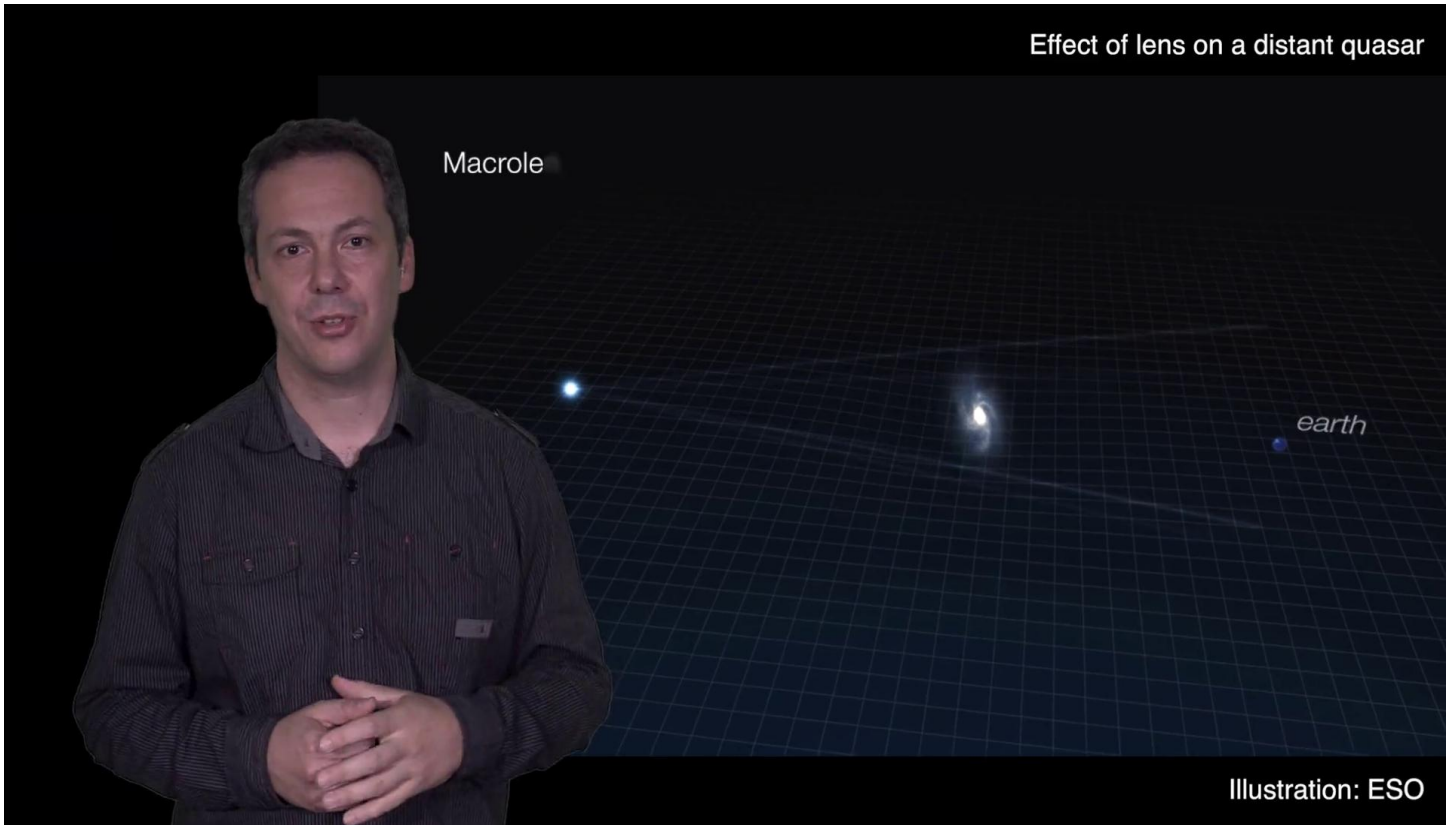 Effect of lens on a distant quasar
Macrole
earth
Illustration: ESO